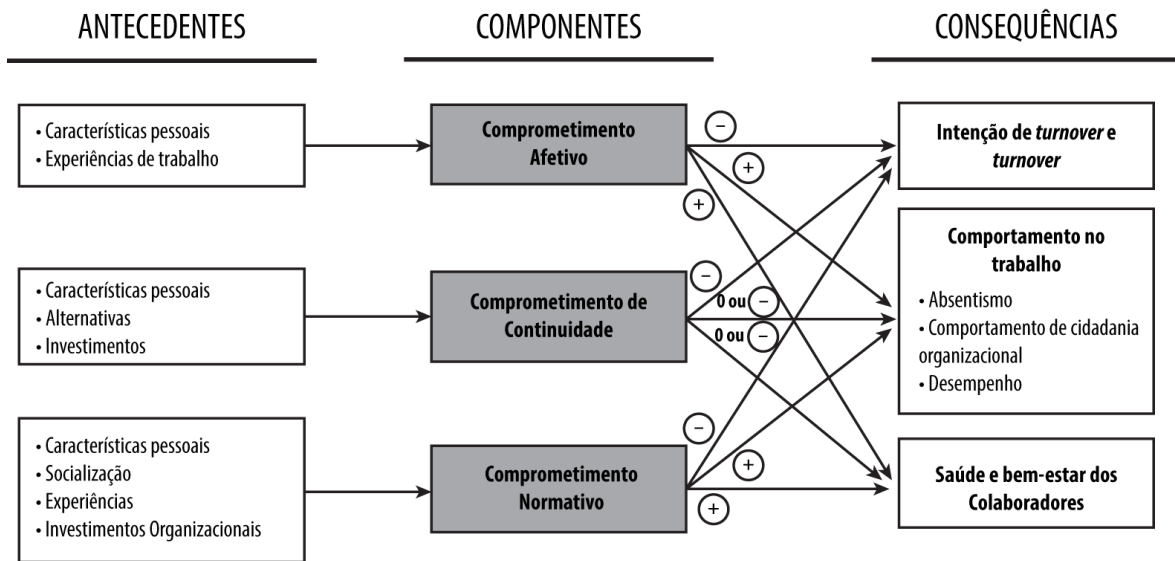 ANTECEDENTES
COMPONENTES
CONSEQUÊNCIAS
• Características pessoais
• Experiências de trabalho
Comprometimento
Afetivo
−
+
+
Intenção de turnover e
turnover
• Características pessoais
• Alternativas
• Investimentos
Comprometimento de
Continuidade
−
0 ou −
0 ou −
Comportamento no
trabalho
• Absentismo
• Comportamento de cidadania
organizacional
• Desempenho
• Características pessoais
• Socialização
• Experiências
• Investimentos Organizacionais
Comprometimento
Normativo
−
+
+
Saúde e bem-estar dos
Colaboradores